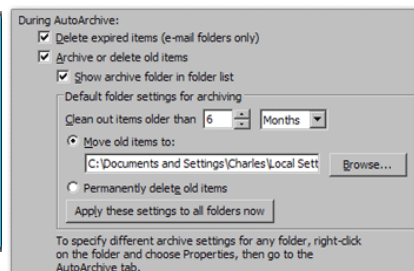 During AutoArchive:
Delete expired items (e-mail folders only)
Archive or delete old items
Show archive folder in folder list
Default folder settings for archiving
Clean out items older than 6 Months
Move old items to:
C:\Documents and Settings\Charles\Local Sett Browse...
Permanently delete old items
Apply these settings to all folders now
To specify different archive settings for any folder, right-click
on the folder and choose Properties, then go to the
AutoArchive tab.